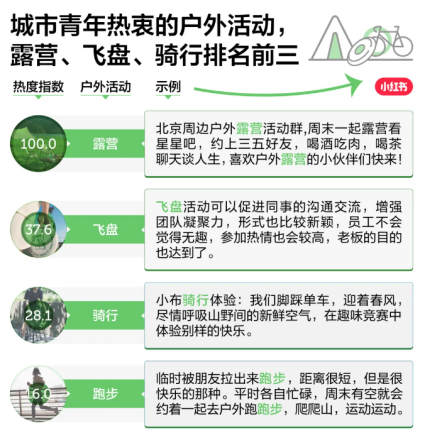 城市青年热衷的户外活动，
露营、飞盘、骑行排名前三
热度指数 户外活动 示例
小红书
100.0
露营
北京周边户外露营活动群,周末一起露营看
星星吧，约上三五好友，喝酒吃肉，喝茶
聊天谈人生,喜欢户外露营的小伙伴们快来！
37.6
飞盘
飞盘活动可以促进同事的沟通交流，增强
团队凝聚力，形式也比较新颖，员工不会
觉得无趣，参加热情也会较高，老板的目的
也达到了。
28.1
骑行
小布骑行体验：我们脚踩单车，迎着春风，
尽情呼吸山野间的新鲜空气，在趣味竞赛中
体验别样的快乐。
16.0
跑步
临时被朋友拉出来跑步，距离很短，但是很
快乐的那种。平时各自忙碌，周末有空就会
约着一起去户外跑跑步，爬爬山，运动运动。